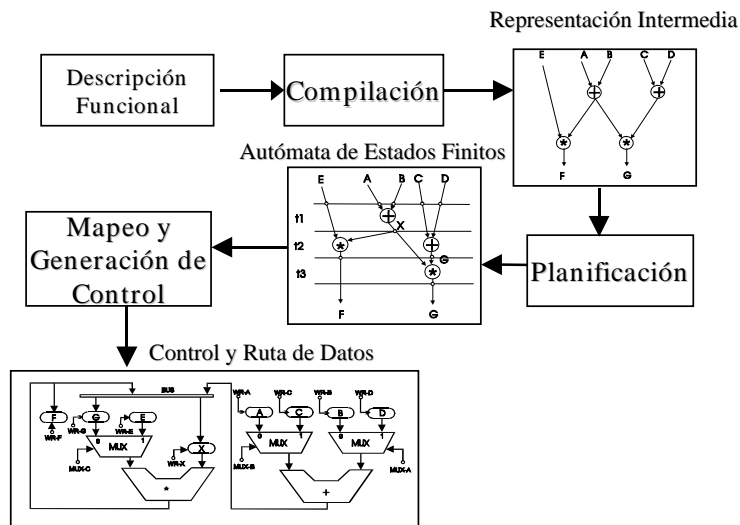 Representación Intermedia
Descripción
Funcional
Compilación
E A B C D
+ +
* *
F G
Autómata de Estados Finitos
E A B C D
t1 +
X
t2 * +
G
t3 *
F G
Planificación
Mapeo y
Generación de
Control
Control y Ruta de Datos
BUS
WR-A WR-C WR-B WR-D
F G E A C B D
WR-F WR-G WR-E
0 1 0 1 0 1
MUX MUX MUX
X
WR-X
MUX-C MUX-B MUX-A
* +